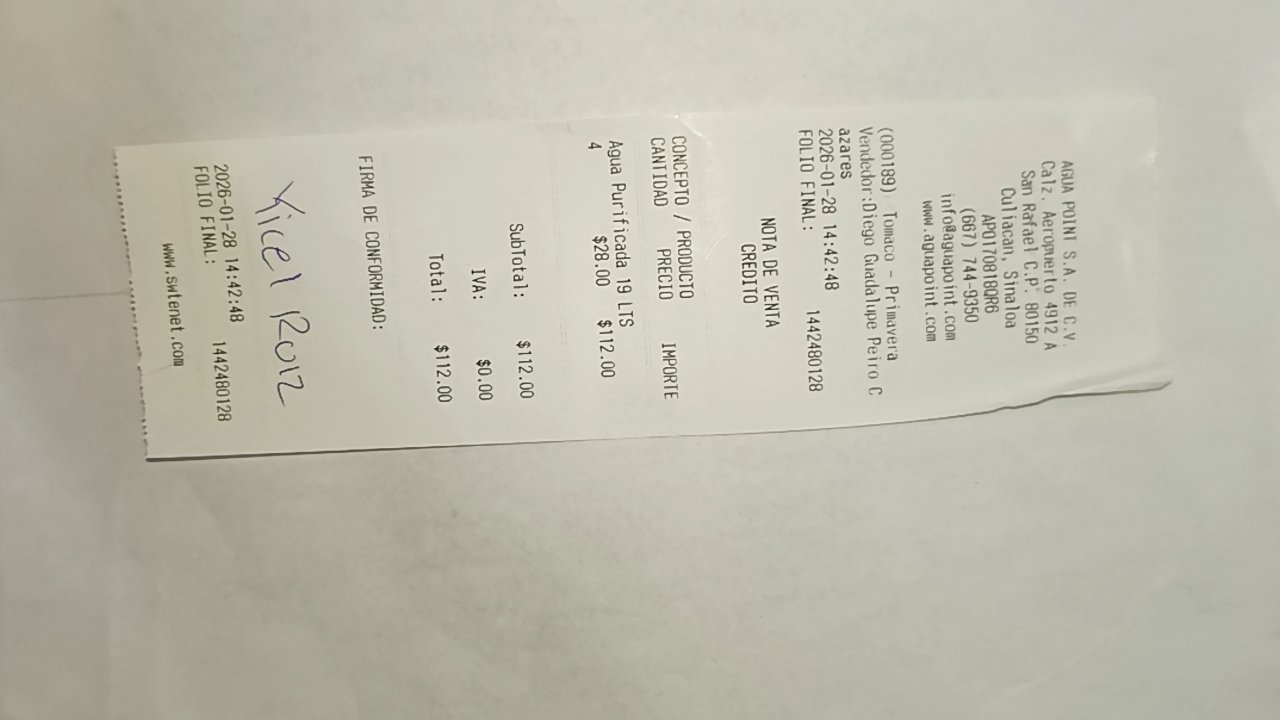 AGUA POINT S.A. DE C.V.
Calz. Aeropuerto 4912 A
San Rafael C.P. 80150
Culiacan, Sinaloa
APO170818QR6
(667) 744-9350
info@aguapoint.com
www.aguapoint.com
(000189) Tomaco - Primavera
Vendedor:Diego Guadalupe Peiro C
azares
2026-01-28 14:42:48
FOLIO FINAL: 1442480128
NOTA DE VENTA
CREDITO
CONCEPTO / PRODUCTO
CANTIDAD PRECIO IMPORTE
Agua Purificada 19 LTS
4 $28.00 $112.00
SubTotal: $112.00
IVA: $0.00
Total: $112.00
FIRMA DE CONFORMIDAD:
Yicel Ruiz
2026-01-28 14:42:48
FOLIO FINAL: 1442480128
www.swtenet.com